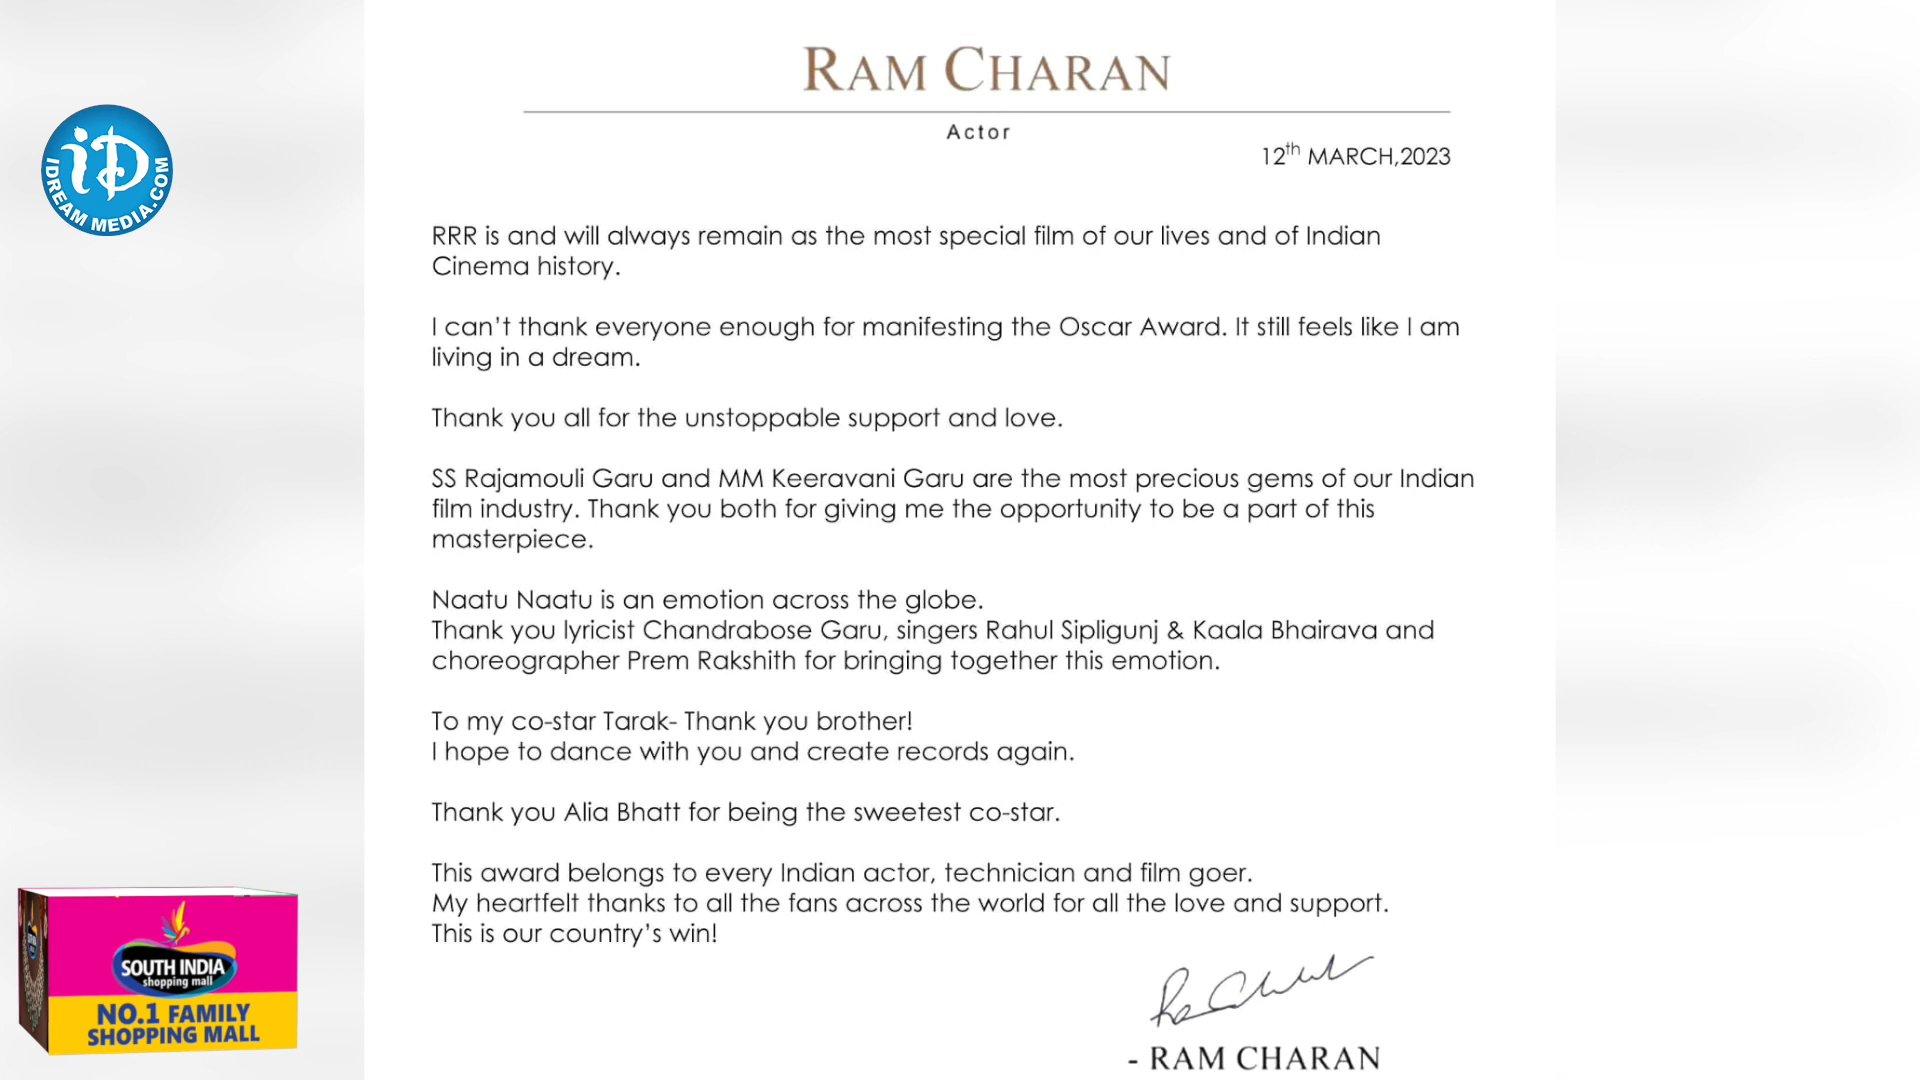 RAM CHARAN
Actor
12th MARCH,2023
iD
IDREAM MEDIA.COM
RRR is and will always remain as the most special film of our lives and of Indian
Cinema history.
I can’t thank everyone enough for manifesting the Oscar Award. It still feels like I am
living in a dream.
Thank you all for the unstoppable support and love.
SS Rajamouli Garu and MM Keeravani Garu are the most precious gems of our Indian
film industry. Thank you both for giving me the opportunity to be a part of this
masterpiece.
Naatu Naatu is an emotion across the globe.
Thank you lyricist Chandrabose Garu, singers Rahul Sipligunj & Kaala Bhairava and
choreographer Prem Rakshith for bringing together this emotion.
To my co-star Tarak- Thank you brother!
I hope to dance with you and create records again.
Thank you Alia Bhatt for being the sweetest co-star.
This award belongs to every Indian actor, technician and film goer.
My heartfelt thanks to all the fans across the world for all the love and support.
This is our country’s win!
- RAM CHARAN
SOUTH INDIA
shopping mall
NO.1 FAMILY
SHOPPING MALL